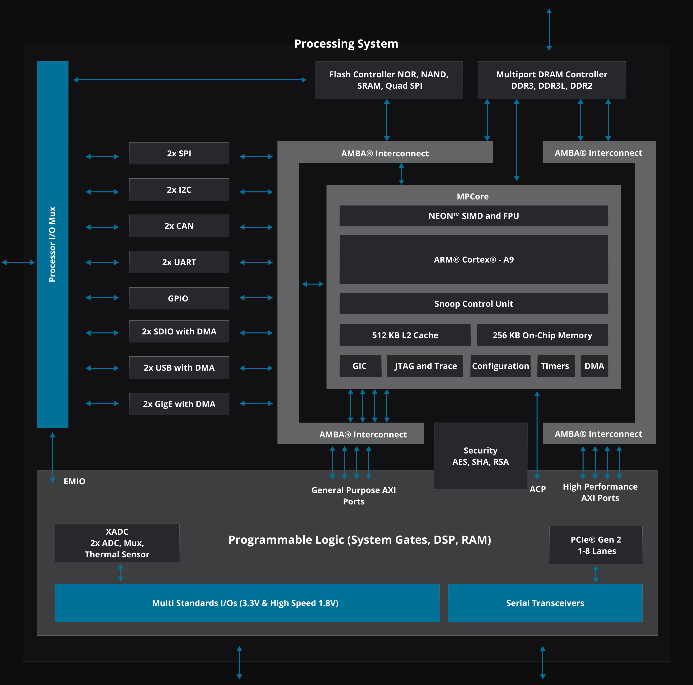 Processing System
Flash Controller NOR, NAND,
SRAM, Quad SPI
Multiport DRAM Controller
DDR3, DDR3L, DDR2
Processor I/O Mux
2x SPI
2x I2C
2x CAN
2x UART
GPIO
2x SDIO with DMA
2x USB with DMA
2x GigE with DMA
AMBA® Interconnect
AMBA® Interconnect
MPCore
NEON™ SIMD and FPU
ARM® Cortex® - A9
Snoop Control Unit
512 KB L2 Cache
256 KB On-Chip Memory
GIC
JTAG and Trace
Configuration
Timers
DMA
AMBA® Interconnect
AMBA® Interconnect
Security
AES, SHA, RSA
EMIO
General Purpose AXI
Ports
ACP
High Performance
AXI Ports
XADC
2x ADC, Mux,
Thermal Sensor
Programmable Logic (System Gates, DSP, RAM)
PCIe® Gen 2
1-8 Lanes
Multi Standards I/Os (3.3V & High Speed 1.8V)
Serial Transceivers